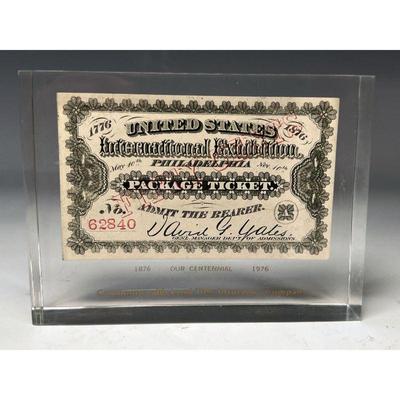 1776 UNITED STATES 1876
International Exhibition,
May 10th PHILADELPHIA Nov. 10th
PACKAGE TICKET.
No. ADMIT THE BEARER.
62840 David G. Yates
GENL. MANAGER DEPT. OF ADMISSIONS.
1876 OUR CENTENNIAL 1976
Company